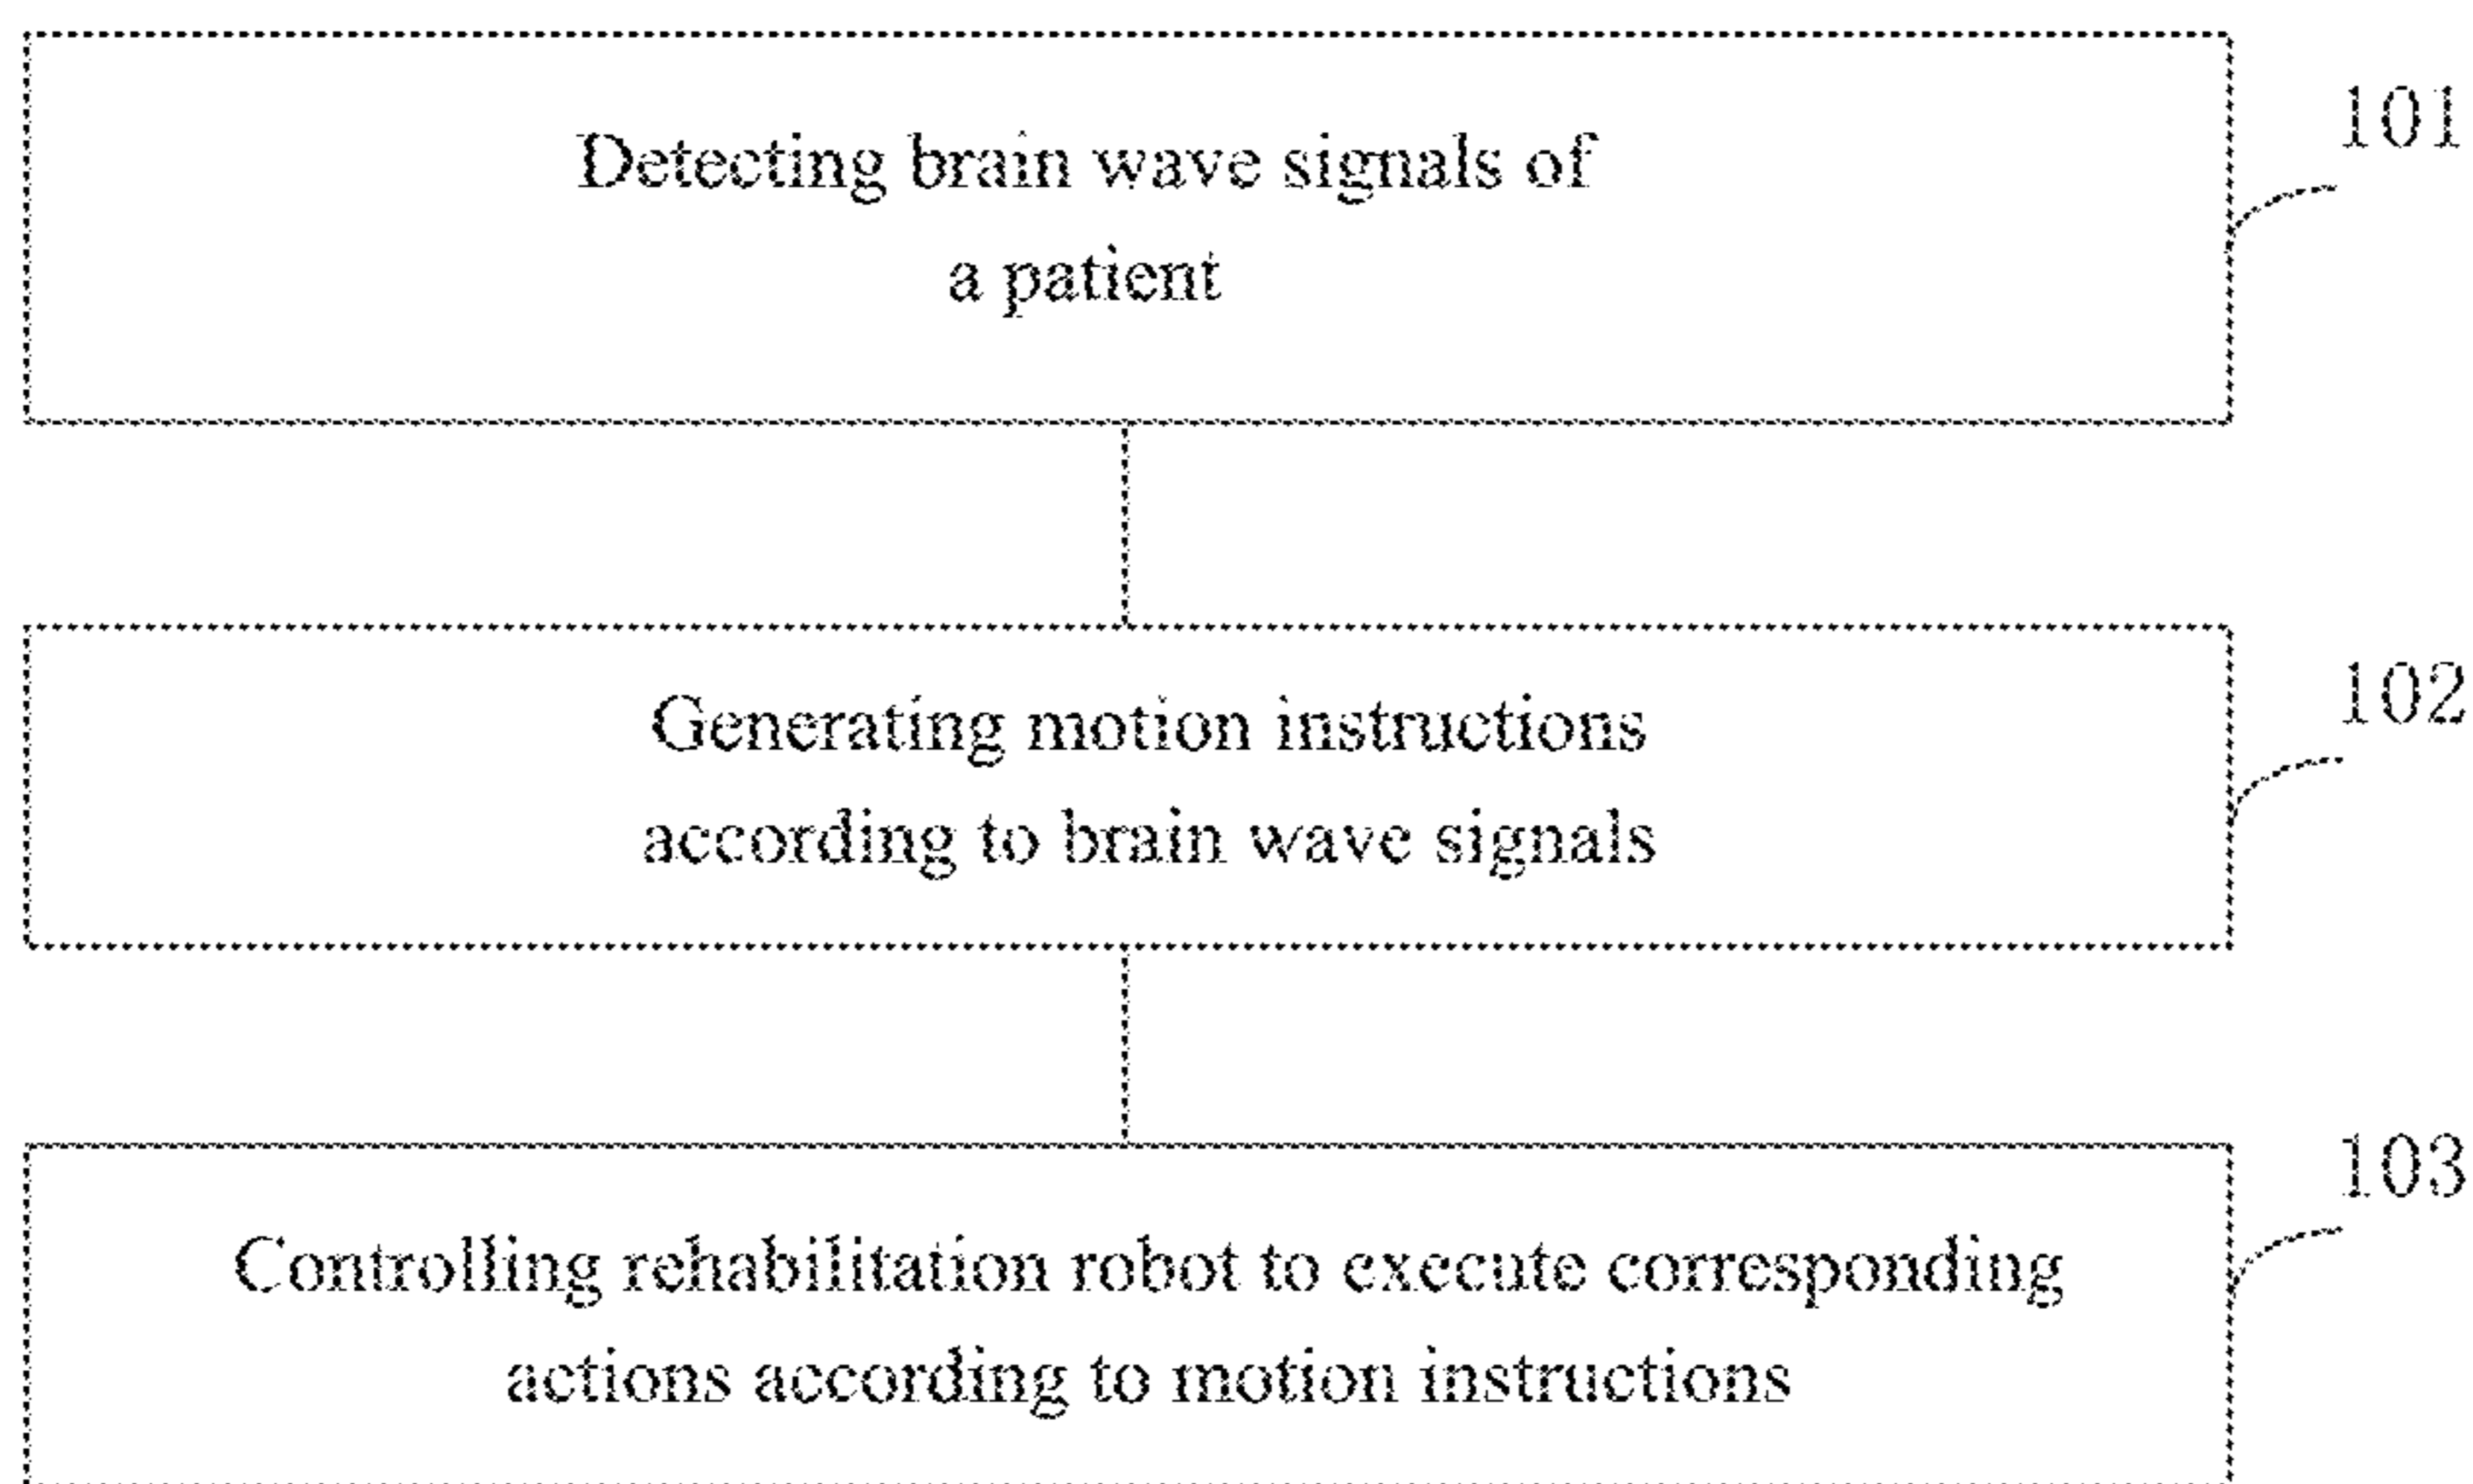 Detecting brain wave signals of
a patient
101
Generating motion instructions
according to brain wave signals
102
Controlling rehabilitation robot to execute corresponding
actions according to motion instructions
103